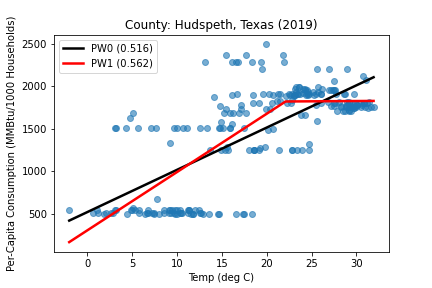 County: Hudspeth, Texas (2019)
Per-Capita Consumption (MMBtu/1000 Households)
2500
2000
1500
1000
500
PW0 (0.516)
PW1 (0.562)
0
5
10
15
20
25
30
Temp (deg C)